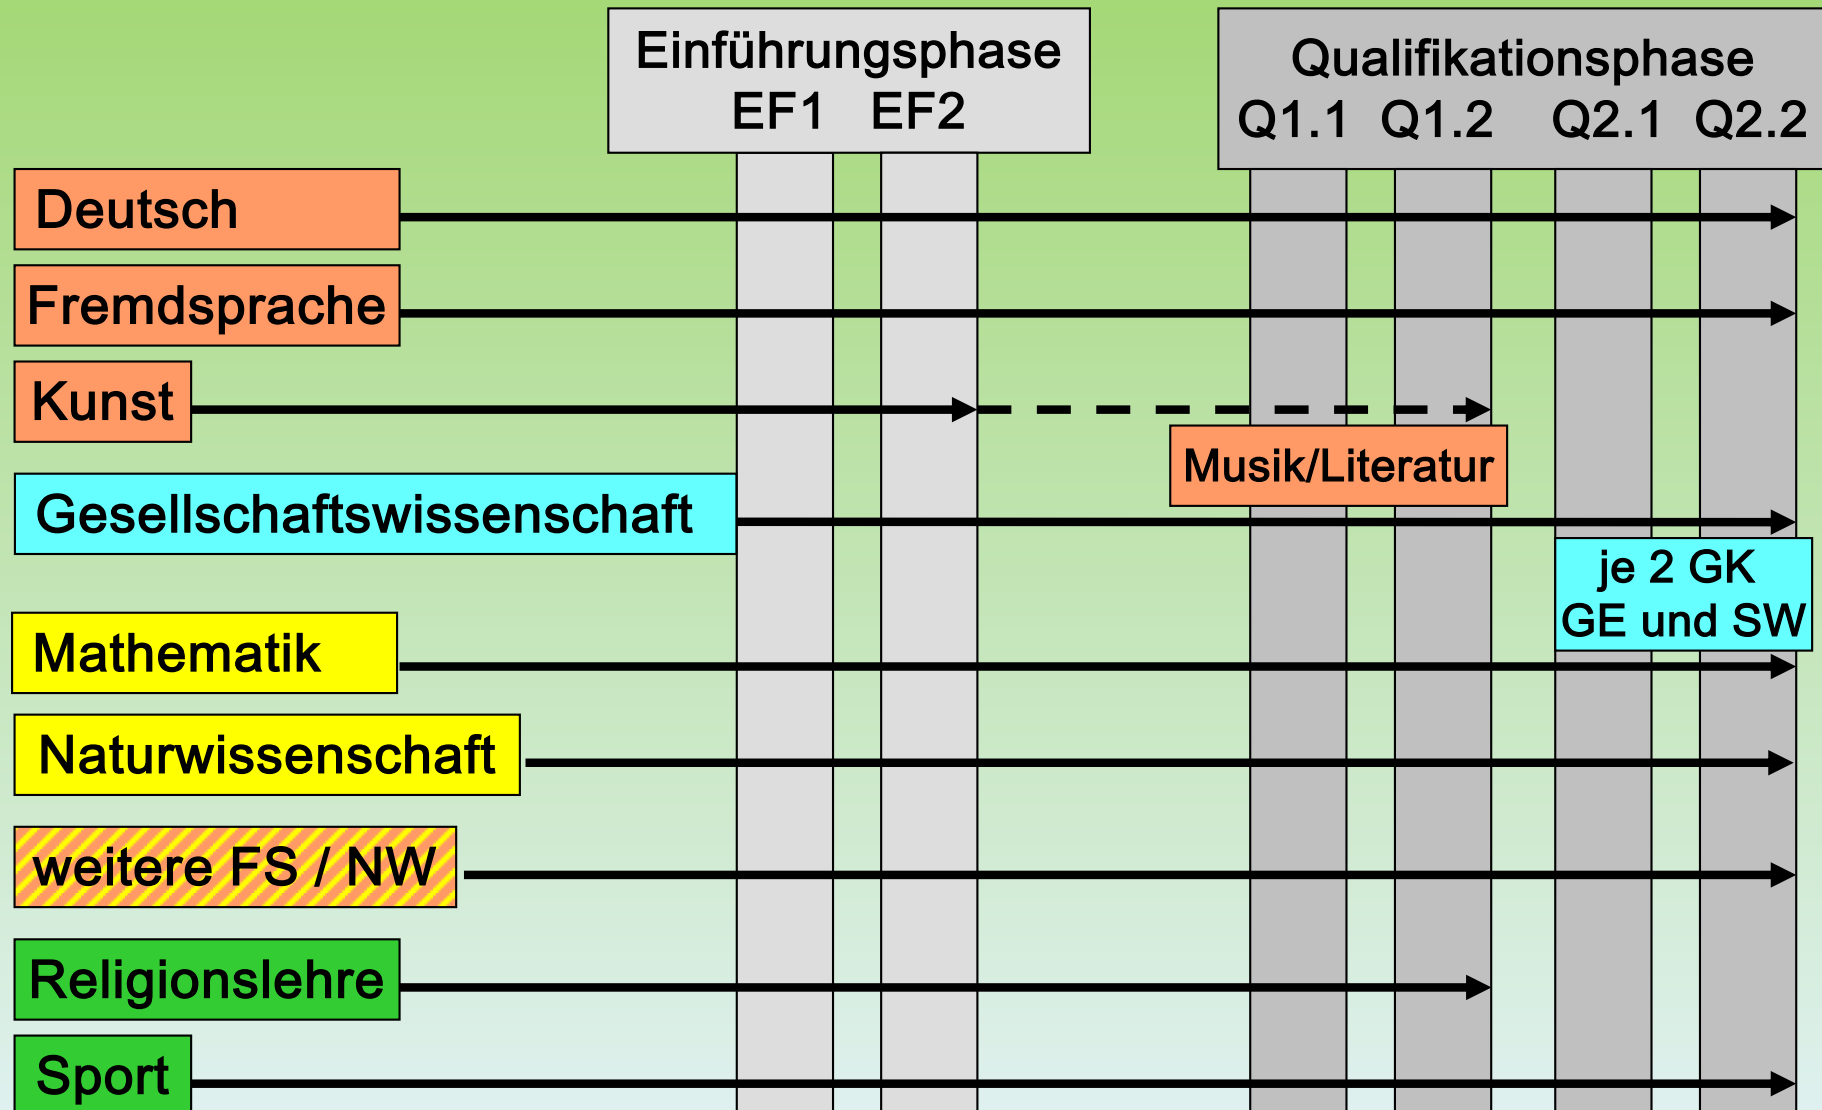 Einführungsphase
EF1 EF2
Qualifikationsphase
Q1.1 Q1.2 Q2.1 Q2.2
Deutsch
Fremdsprache
Kunst
Musik/Literatur
Gesellschaftswissenschaft
je 2 GK
GE und SW
Mathematik
Naturwissenschaft
weitere FS / NW
Religionslehre
Sport